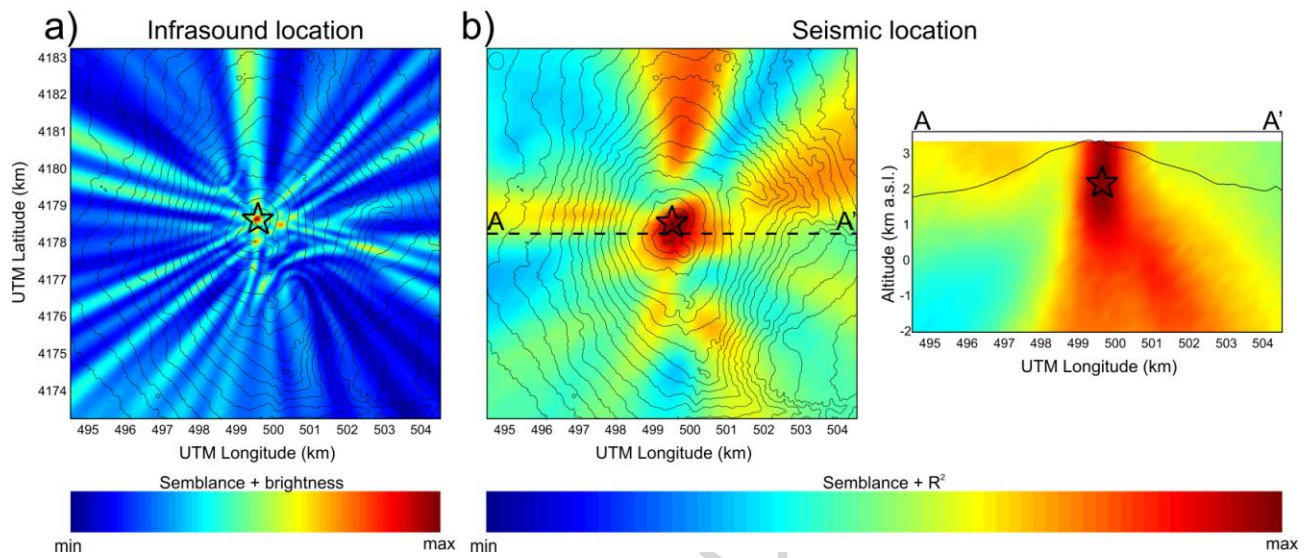 a) Infrasound location
b) Seismic location
4183
4182
4181
4180
4179
4178
4177
4176
4175
4174
UTM Latitude (km)
495 496 497 498 499 500 501 502 503 504
UTM Longitude (km)
A A'
495 496 497 498 499 500 501 502 503 504
UTM Longitude (km)
A A'
3
2
1
0
-1
-2
Altitude (km a.s.l.)
495 496 497 498 499 500 501 502 503 504
UTM Longitude (km)
Semblance + brightness
min max
Semblance + R²
min max